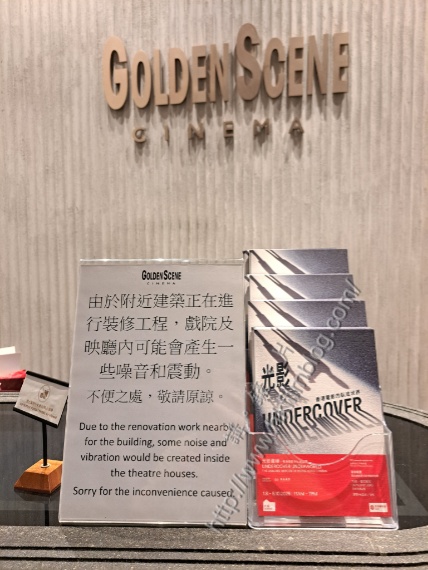 GOLDEN SCENE
CINEMA
GOLDEN SCENE
CINEMA
由於附近建築正在進
行裝修工程，戲院及
映廳內可能會產生一
些噪音和震動。
不便之處，敬請原諒。
Due to the renovation work nearby
for the building, some noise and
vibration would be created inside
the theatre houses.
Sorry for the inconvenience caused.
光影
UNDERCOVER